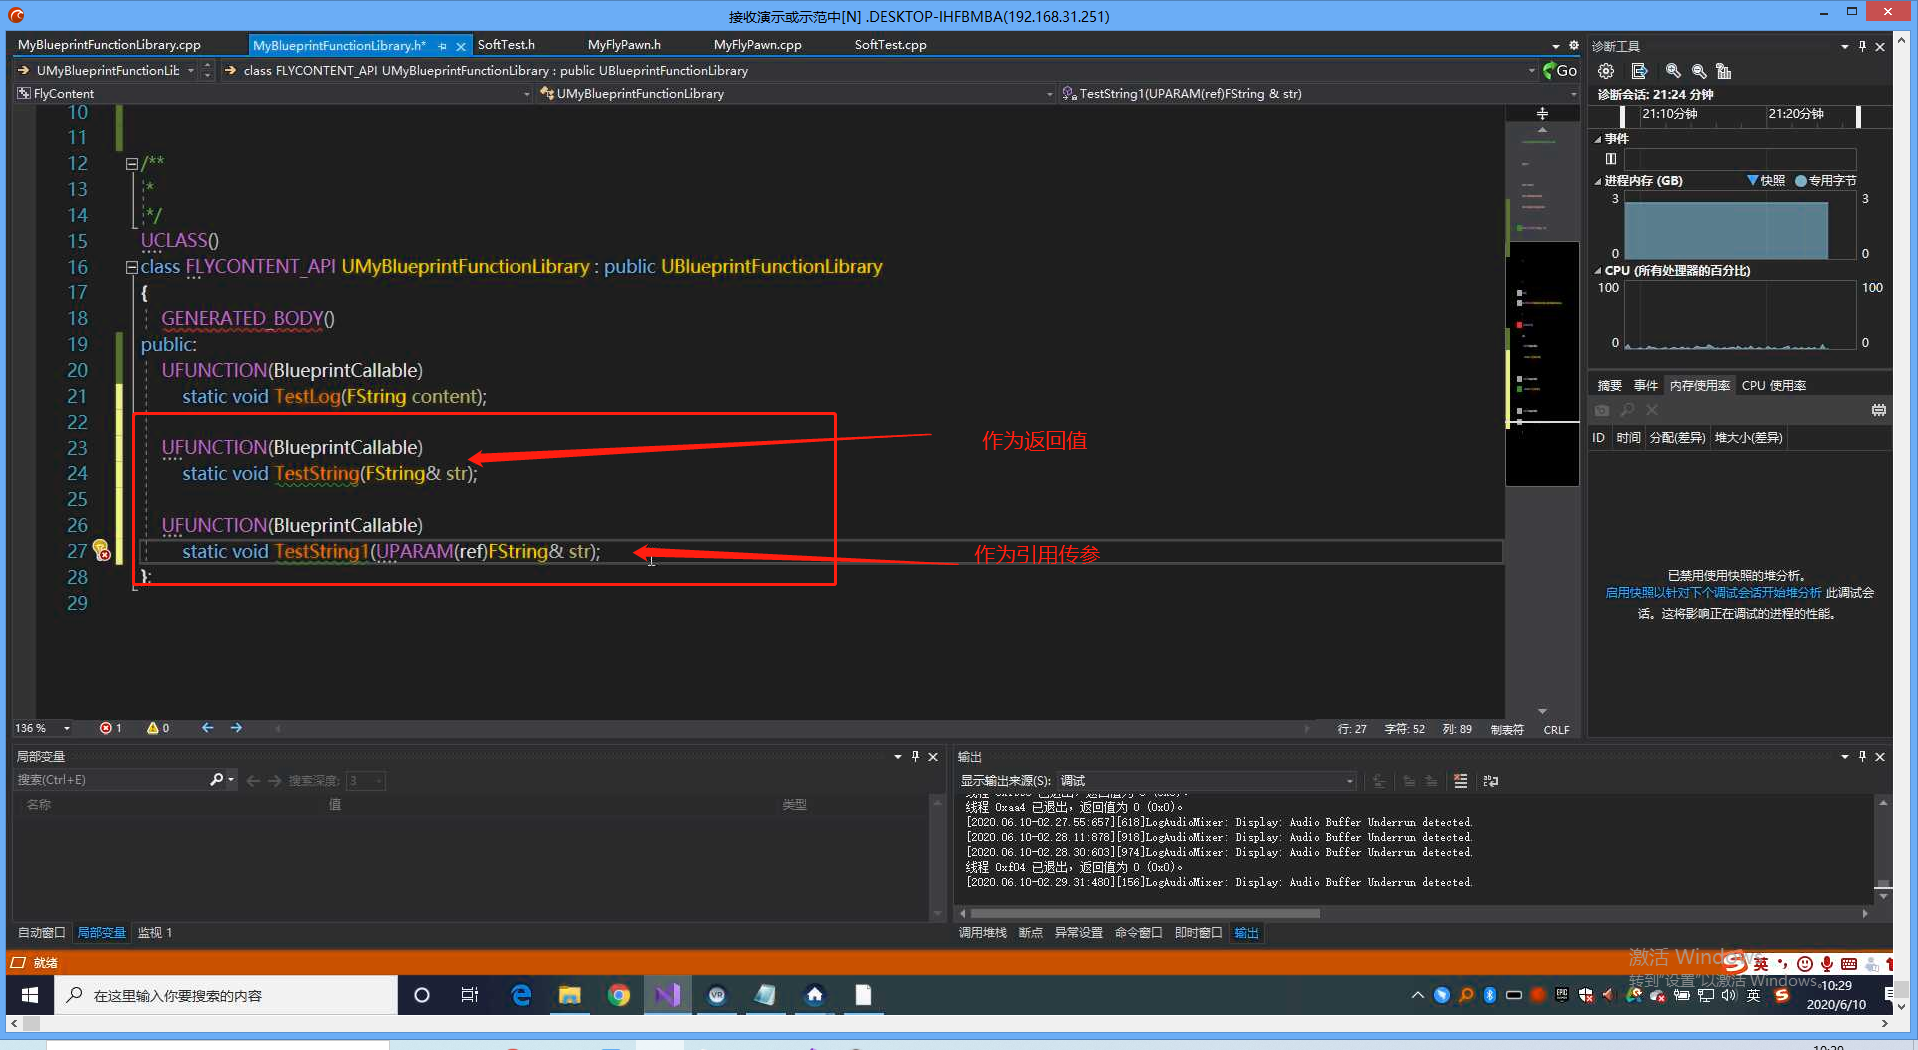 接收演示或示范中[N] .DESKTOP-IHFBMBA(192.168.31.251)
MyBlueprintFunctionLibrary.cpp MyBlueprintFunctionLibrary.h* SoftTest.h MyFlyPawn.h MyFlyPawn.cpp SoftTest.cpp
UMyBlueprintFunctionLib class FLYCONTENT_API UMyBlueprintFunctionLibrary : public UBlueprintFunctionLibrary Go
FlyContent UMyBlueprintFunctionLibrary TestString1(UPARAM(ref)FString & str)
10
11
12 /**
13 *
14 */
15 UCLASS()
16 class FLYCONTENT_API UMyBlueprintFunctionLibrary : public UBlueprintFunctionLibrary
17 {
18 GENERATED_BODY()
19 public:
20 UFUNCTION(BlueprintCallable)
21 static void TestLog(FString content);
22
23 UFUNCTION(BlueprintCallable)
24 static void TestString(FString& str);
25
26 UFUNCTION(BlueprintCallable)
27 static void TestString1(UPARAM(ref)FString& str);
28 };
29
作为返回值
作为引用传参
136 % 1 0 行: 27 字符: 52 列: 89 制表符 CRLF
诊断工具
诊断会话: 21:24 分钟
21:10分钟 21:20分钟
事件
进程内存 (GB) 快照 专用字节
3 3
0 0
CPU (所有处理器的百分比)
100 100
0 0
摘要 事件 内存使用率 CPU 使用率
ID 时间 分配(差异) 堆大小(差异)
已禁用使用快照的堆分析。
启用快照以针对下个调试会话开始堆分析 此调试会
话。这将影响正在调试的进程的性能。
局部变量
搜索(Ctrl+E) 搜索深度: 3
名称 值 类型
自动窗口 局部变量 监视 1
输出
显示输出来源(S): 调试
线程 0xaa4 已退出，返回值为 0 (0x0)。
[2020.06.10-02.27.55:657][618]LogAudioMixer: Display: Audio Buffer Underrun detected.
[2020.06.10-02.28.11:878][918]LogAudioMixer: Display: Audio Buffer Underrun detected.
[2020.06.10-02.28.30:603][974]LogAudioMixer: Display: Audio Buffer Underrun detected.
线程 0xf04 已退出，返回值为 0 (0x0)。
[2020.06.10-02.29.31:480][156]LogAudioMixer: Display: Audio Buffer Underrun detected.
调用堆栈 断点 异常设置 命令窗口 即时窗口 输出
就绪
激活 Windows
转到"设置"以激活 Windows。
英
在这里输入你要搜索的内容
英
10:29
2020/6/10